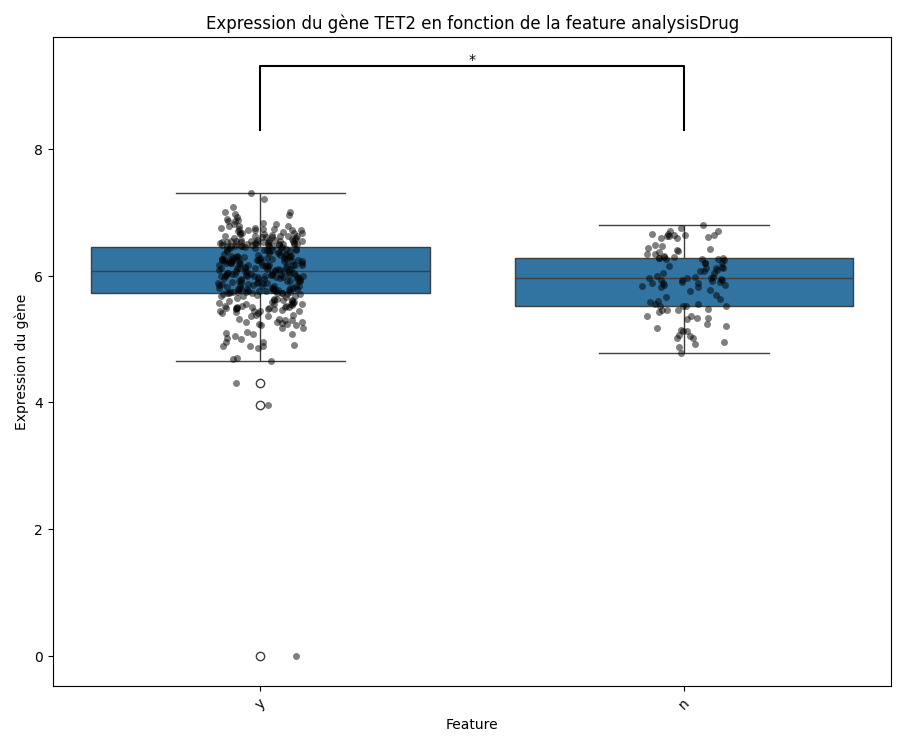 Expression du gène TET2 en fonction de la feature analysisDrug
*
Expression du gène
8
6
4
2
0
y
n
Feature